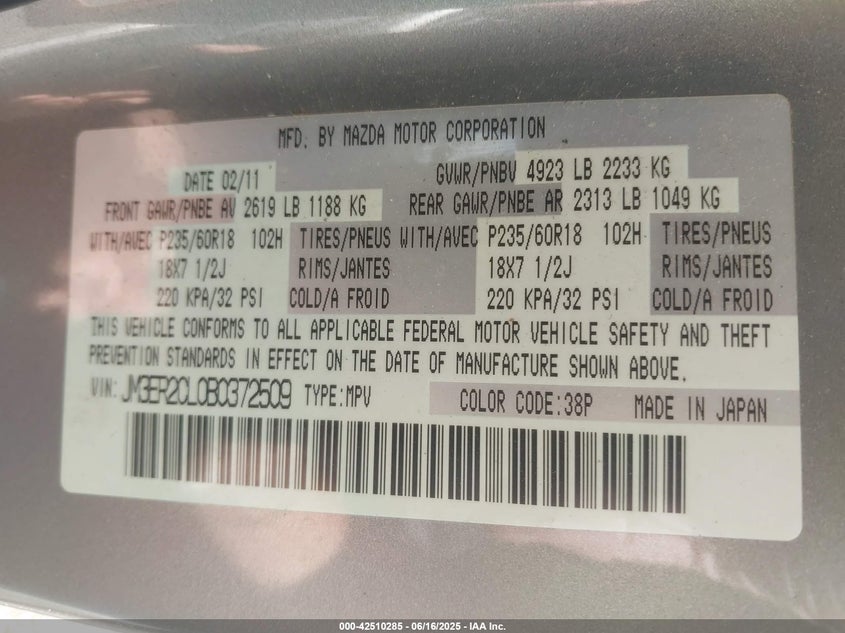 MFD. BY MAZDA MOTOR CORPORATION
DATE 02/11 GVWR/PNBV 4923 LB 2233 KG
FRONT GAWR/PNBE AV 2619 LB 1188 KG REAR GAWR/PNBE AR 2313 LB 1049 KG
WITH/AVEC P235/60R18 102H TIRES/PNEUS WITH/AVEC P235/60R18 102H TIRES/PNEUS
18X7 1/2J RIMS/JANTES 18X7 1/2J RIMS/JANTES
220 KPA/32 PSI COLD/A FROID 220 KPA/32 PSI COLD/A FROID
THIS VEHICLE CONFORMS TO ALL APPLICABLE FEDERAL MOTOR VEHICLE SAFETY AND THEFT
PREVENTION STANDARDS IN EFFECT ON THE DATE OF MANUFACTURE SHOWN ABOVE.
VIN: JM3ER2CL0B0372509 TYPE:MPV COLOR CODE:38P MADE IN JAPAN
000-42510285 - 06/16/2025 - IAA Inc.